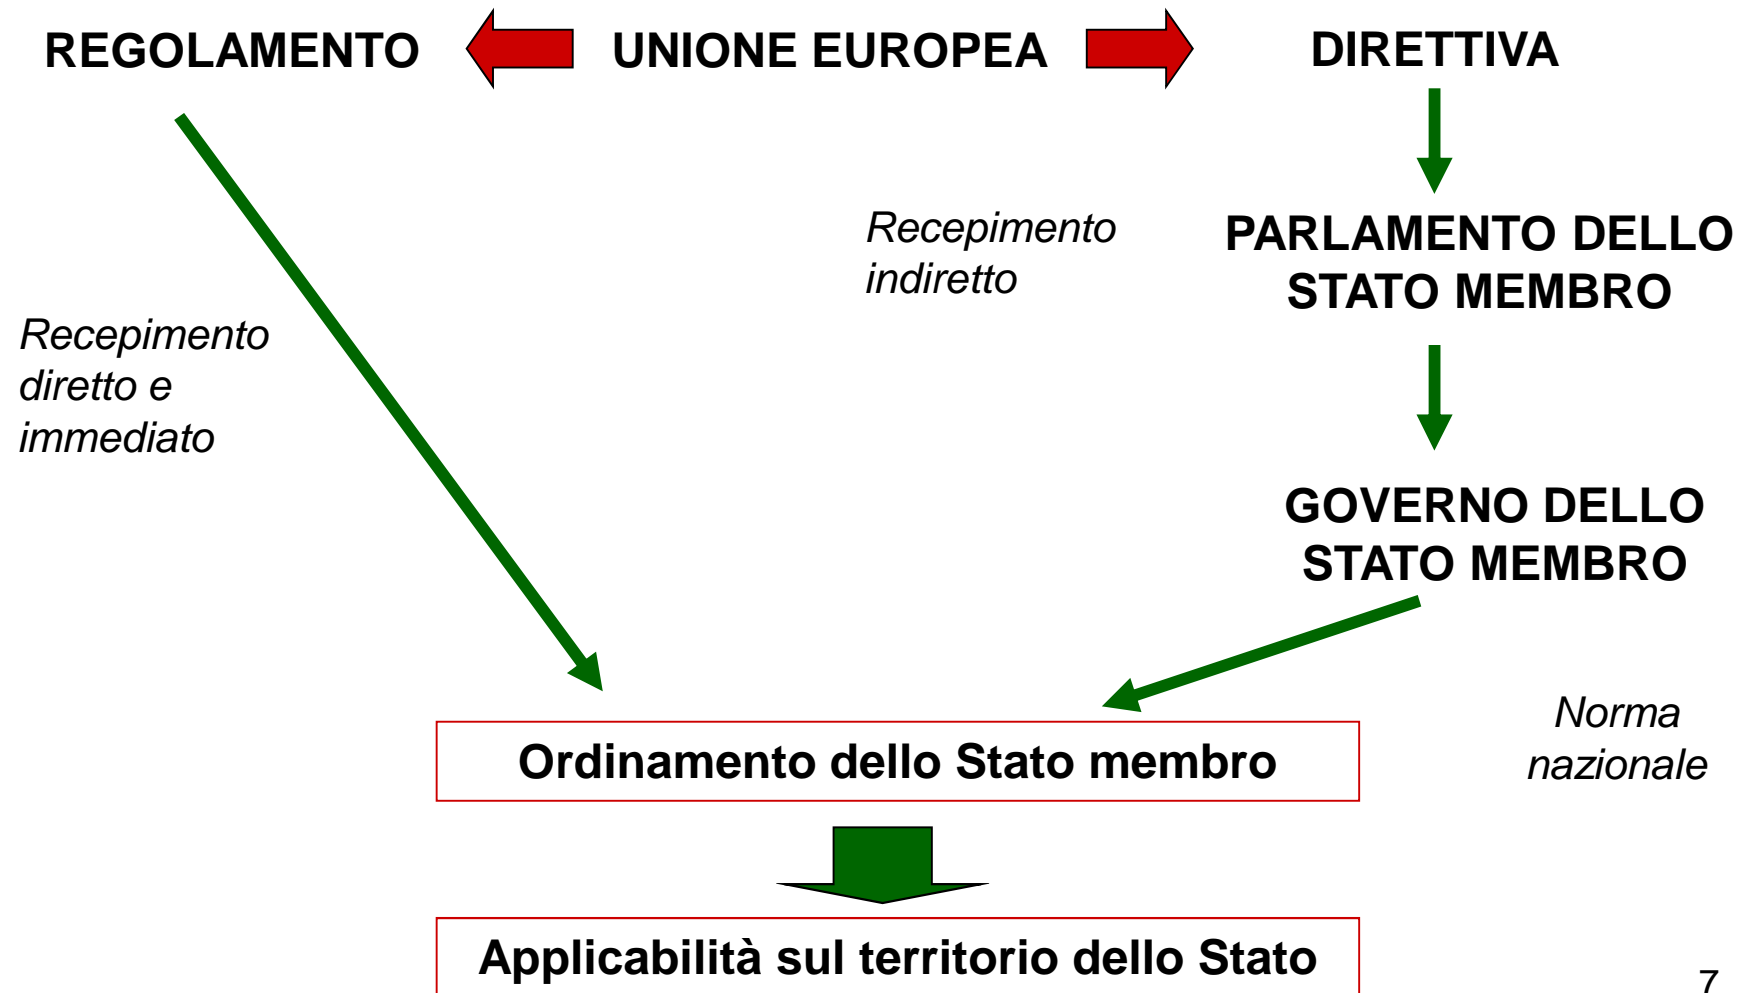 REGOLAMENTO
UNIONE EUROPEA
DIRETTIVA
Recepimento
indiretto
PARLAMENTO DELLO
STATO MEMBRO
Recepimento
diretto e
immediato
GOVERNO DELLO
STATO MEMBRO
Norma
nazionale
Ordinamento dello Stato membro
Applicabilità sul territorio dello Stato
7